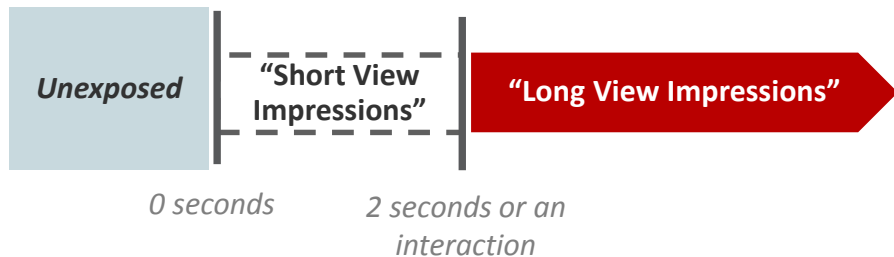 Unexposed
“Short View
Impressions”
“Long View Impressions”
0 seconds
2 seconds or an
interaction